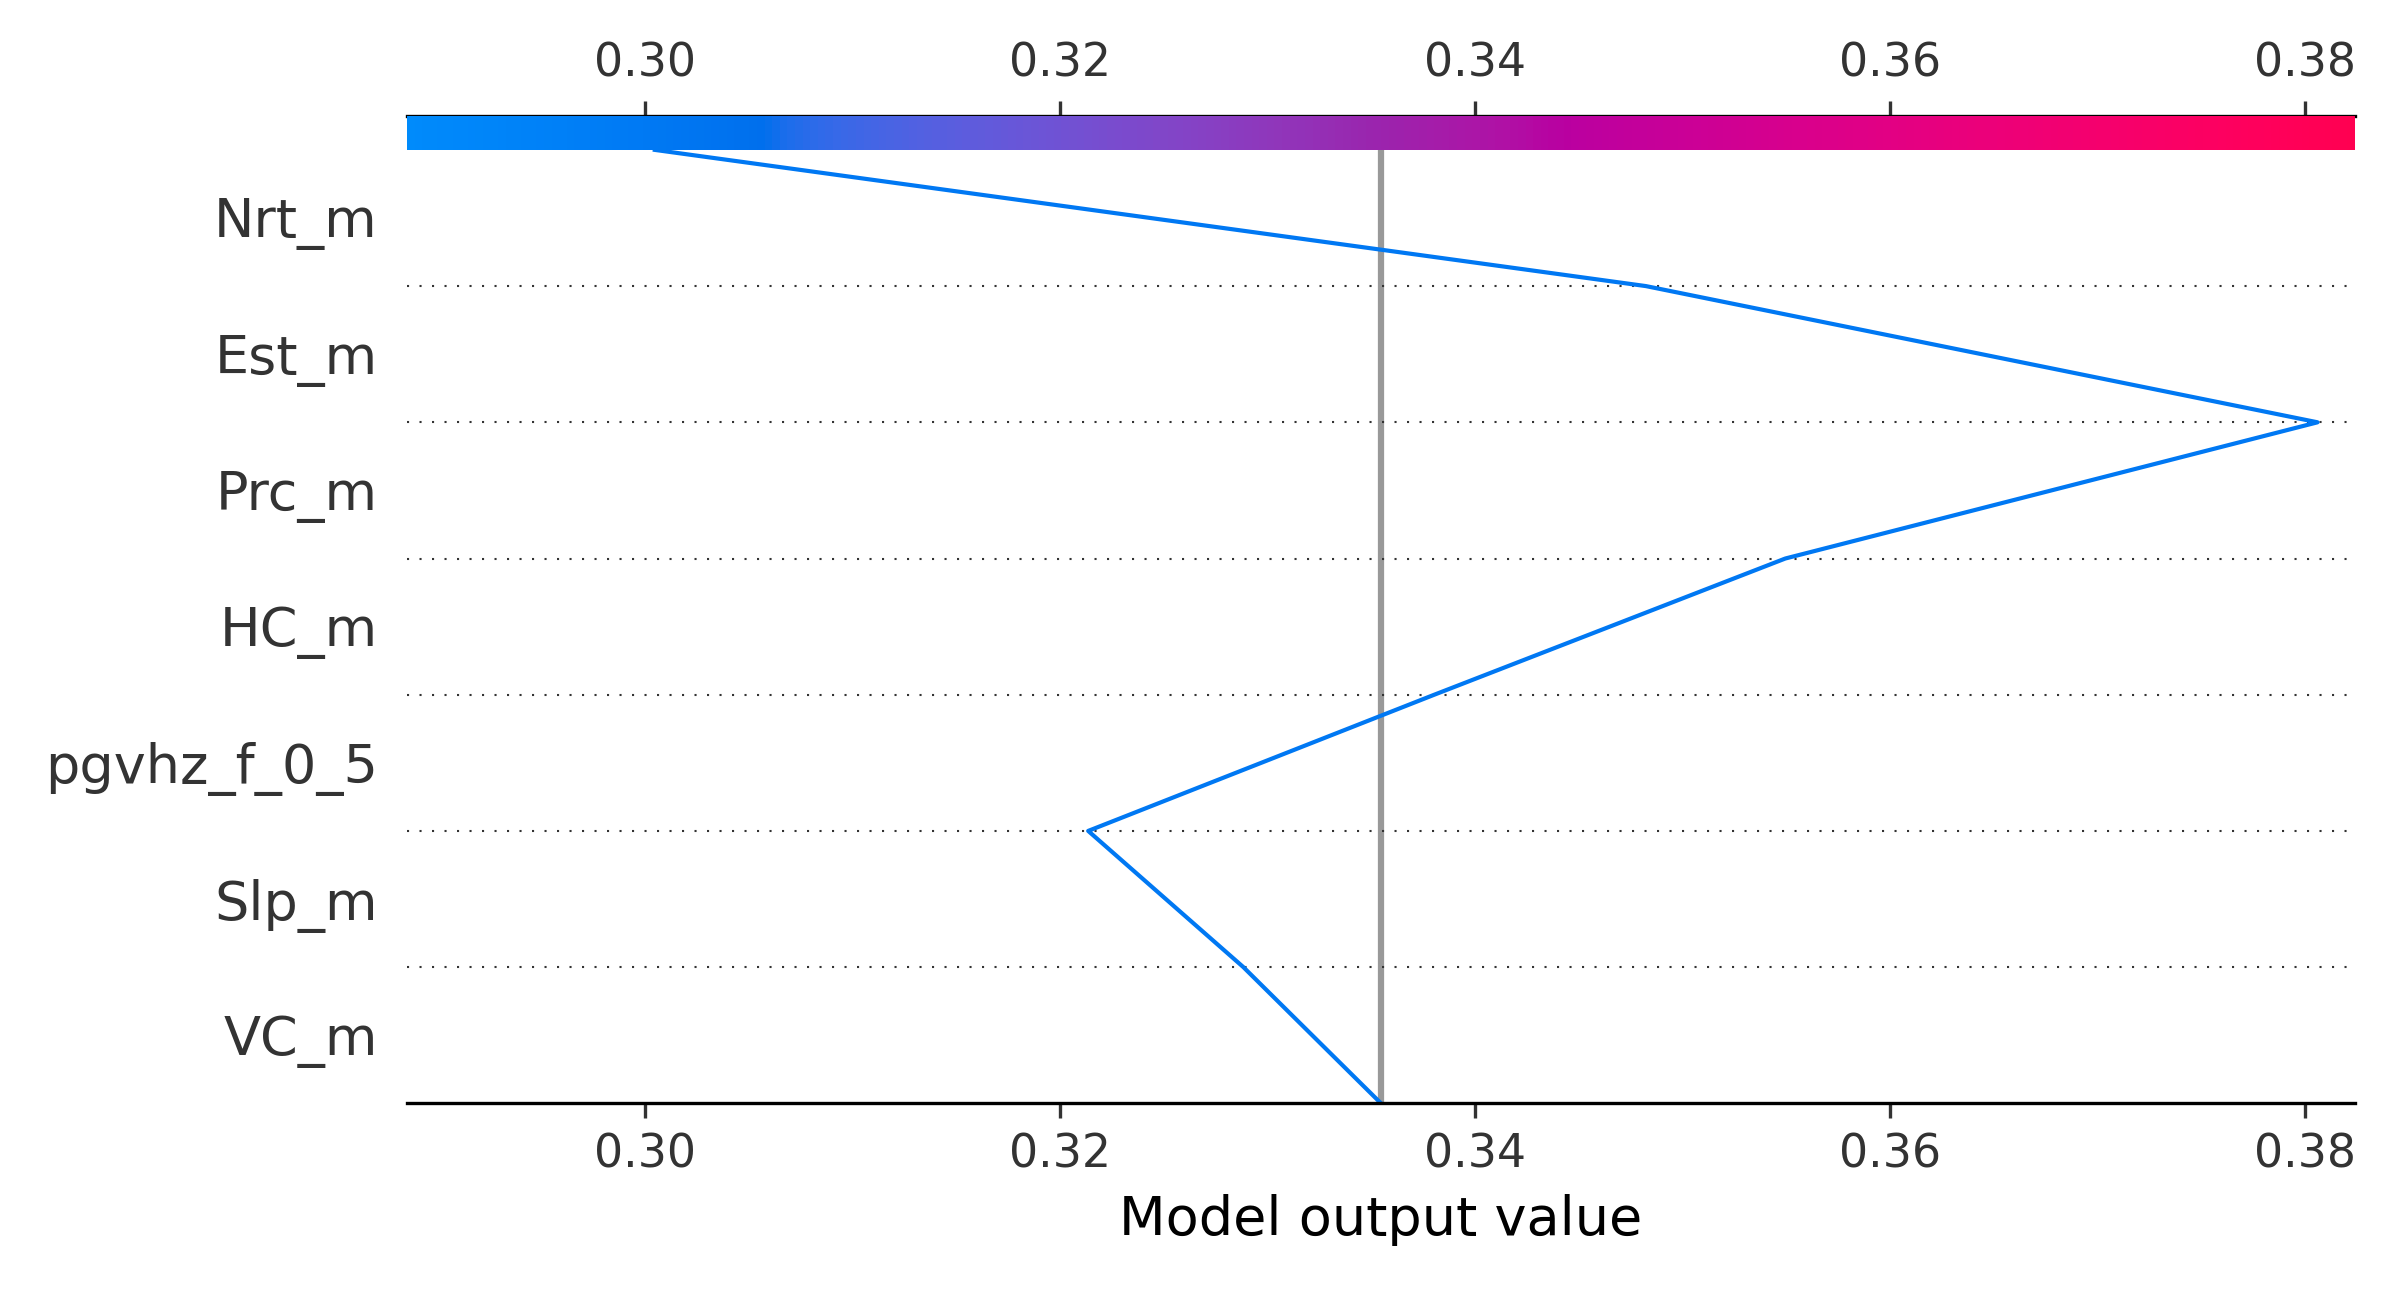 0.30 0.32 0.34 0.36 0.38
Nrt_m
Est_m
Prc_m
HC_m
pgvhz_f_0_5
Slp_m
VC_m
0.30 0.32 0.34 0.36 0.38
Model output value